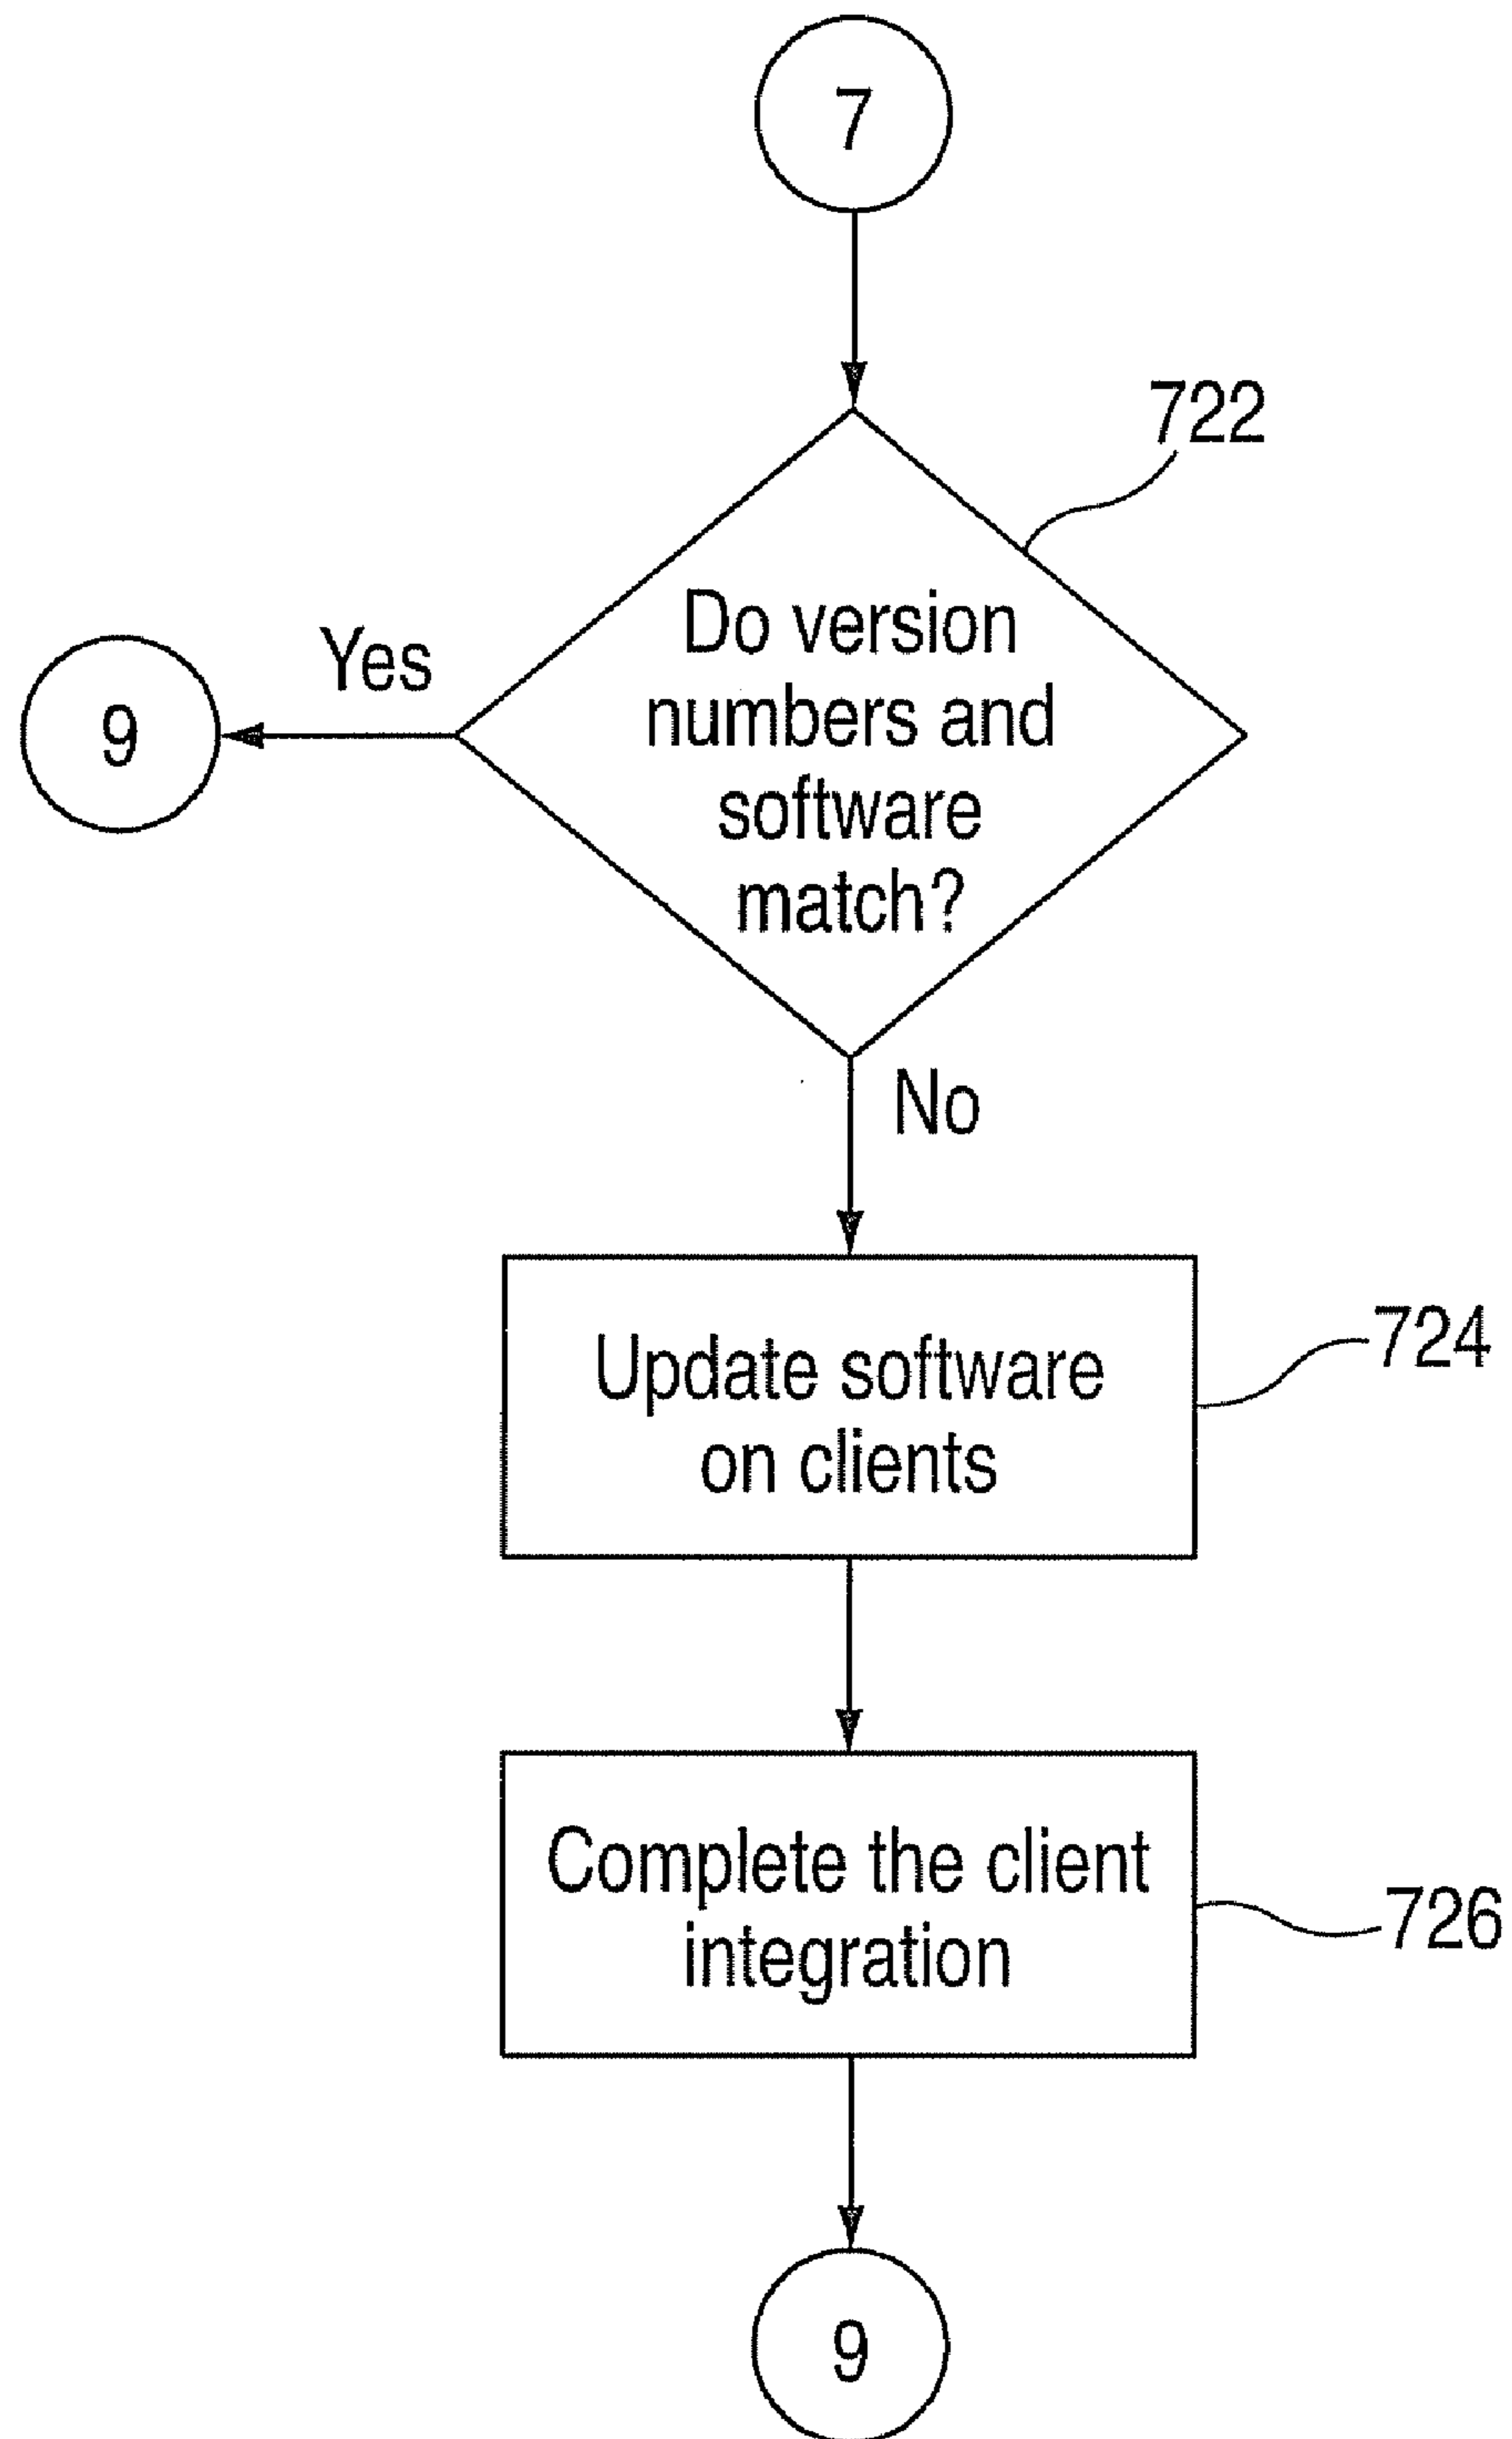 7
722
Do version
numbers and
software
match?
Yes
9
No
Update software
on clients
724
Complete the client
integration
726
9